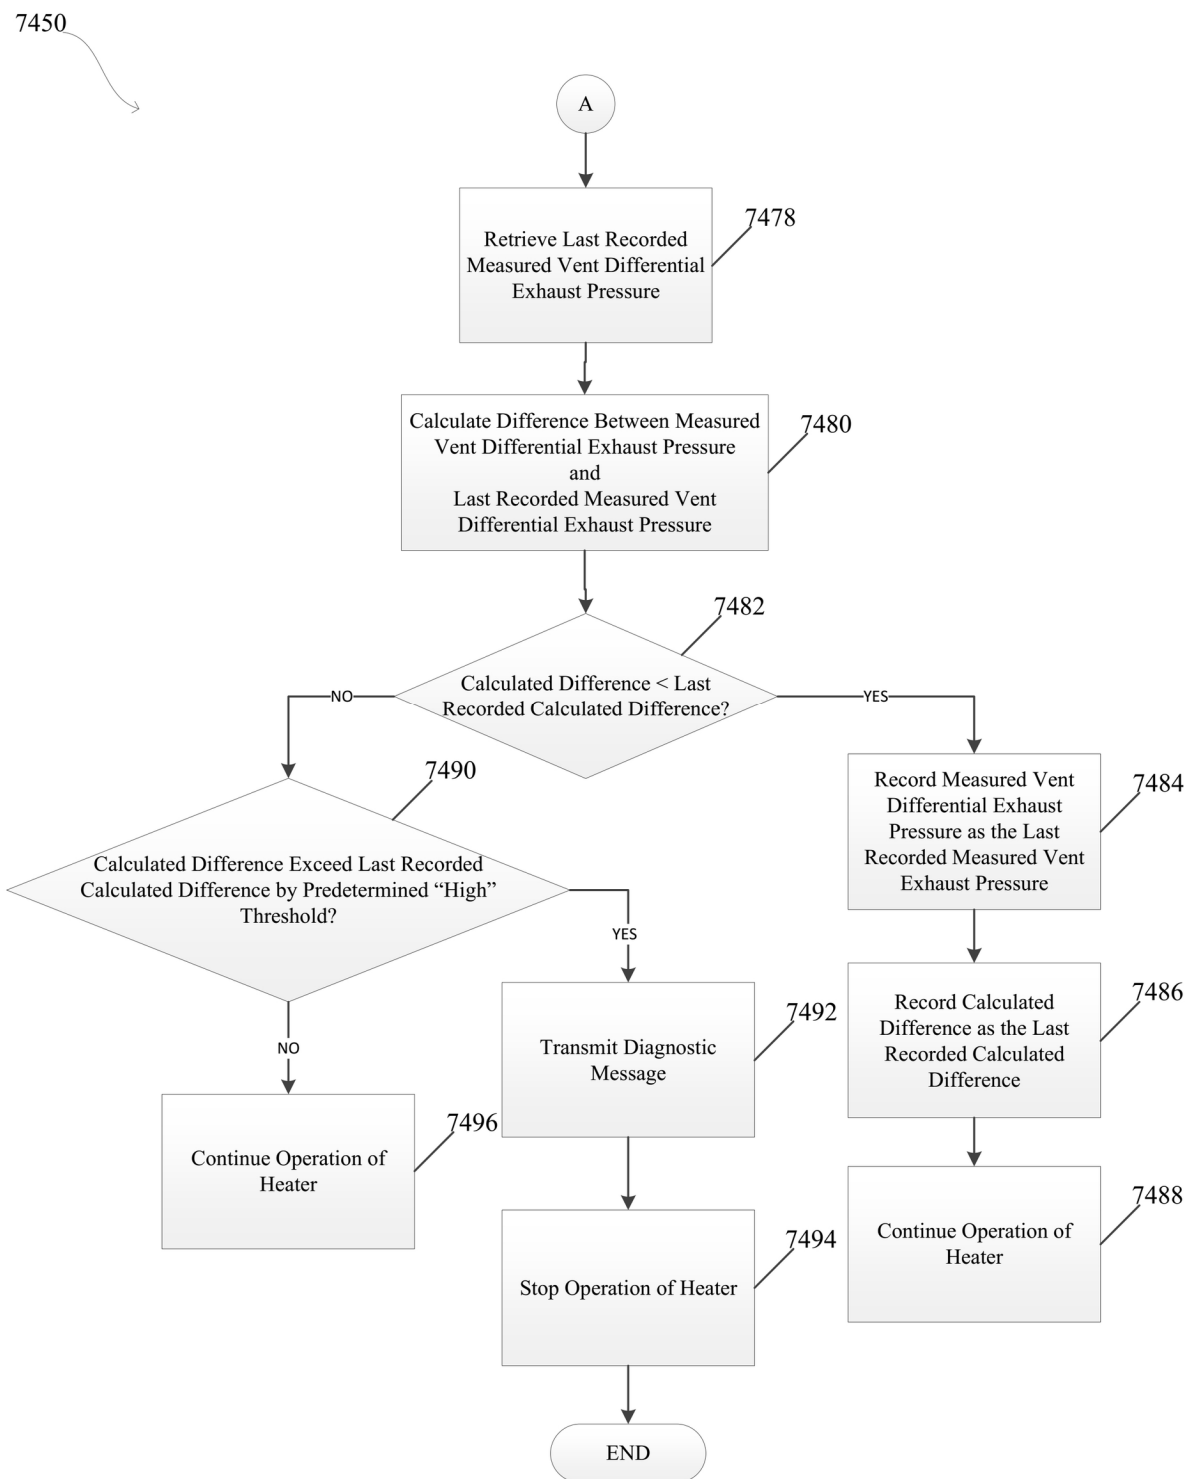 7450
A
7478
Retrieve Last Recorded
Measured Vent Differential
Exhaust Pressure
7480
Calculate Difference Between Measured
Vent Differential Exhaust Pressure
and
Last Recorded Measured Vent
Differential Exhaust Pressure
7482
Calculated Difference < Last
Recorded Calculated Difference?
NO
YES
7490
Calculated Difference Exceed Last Recorded
Calculated Difference by Predetermined “High”
Threshold?
7484
Record Measured Vent
Differential Exhaust
Pressure as the Last
Recorded Measured Vent
Exhaust Pressure
YES
NO
7492
Transmit Diagnostic
Message
7486
Record Calculated
Difference as the Last
Recorded Calculated
Difference
7496
Continue Operation of
Heater
7494
Stop Operation of Heater
7488
Continue Operation of
Heater
END